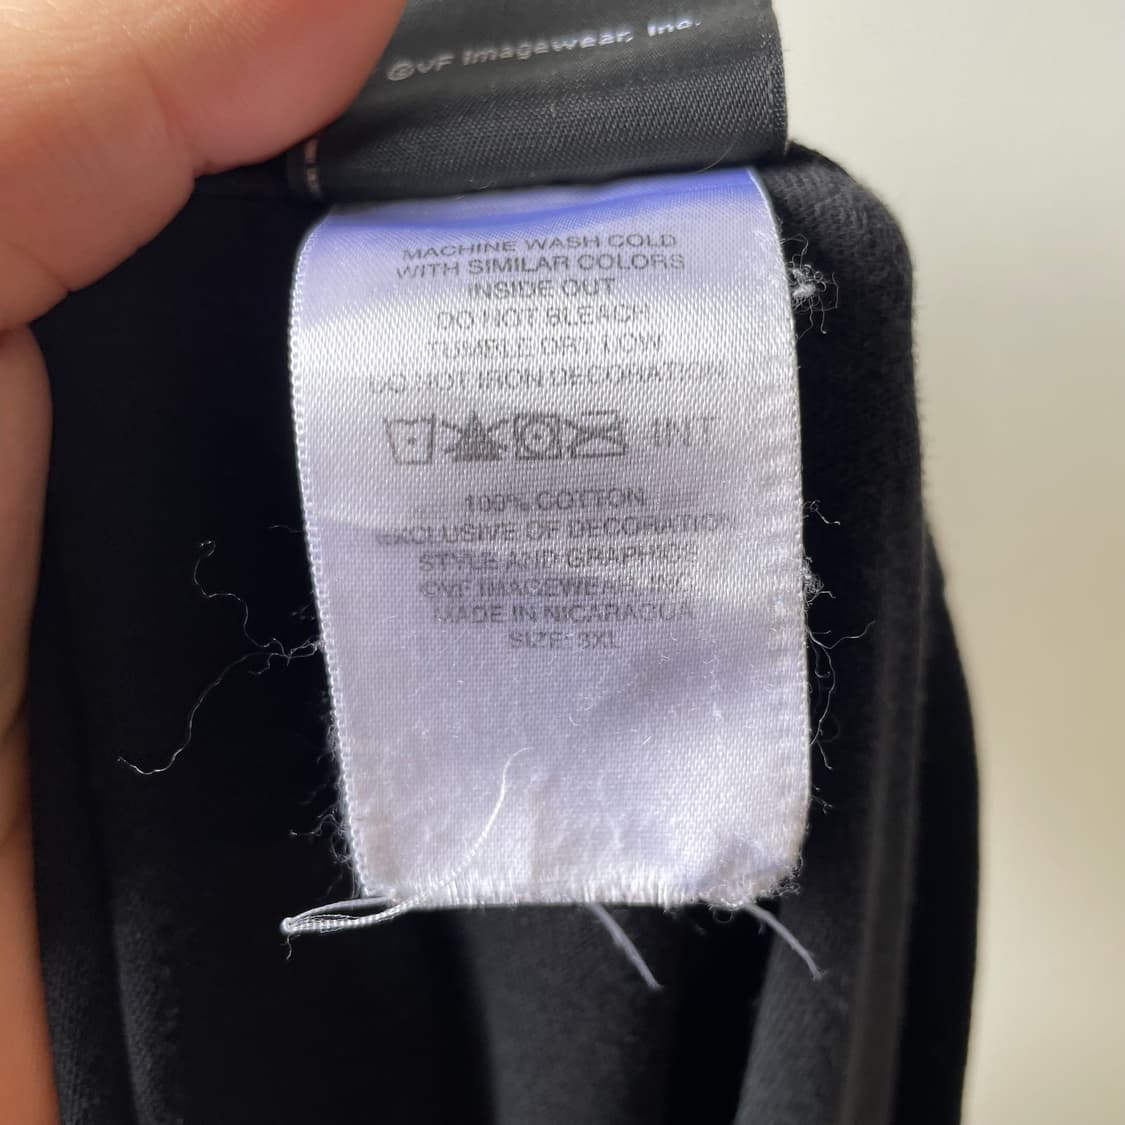 ©VF Imagewear, Inc.
MACHINE WASH COLD
WITH SIMILAR COLORS
INSIDE OUT
DO NOT BLEACH
TUMBLE DRY LOW
DO NOT IRON DECORATION
INT
100% COTTON
EXCLUSIVE OF DECORATION
STYLE AND GRAPHICS
©VF IMAGEWEAR, INC.
MADE IN NICARAGUA
SIZE: 3XL